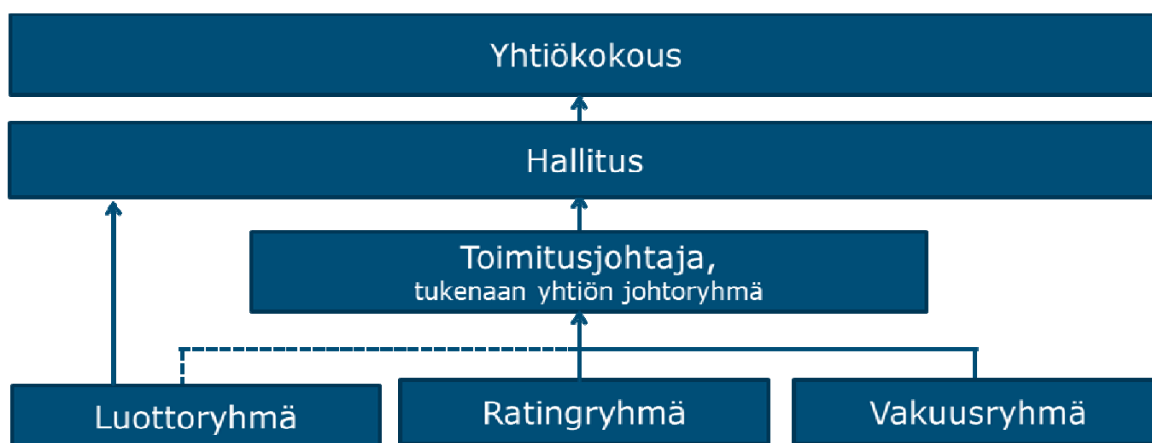 Yhtiökokous
Hallitus
Toimitusjohtaja,
tukenaan yhtiön johtoryhmä
Luottoryhmä
Ratingryhmä
Vakuusryhmä